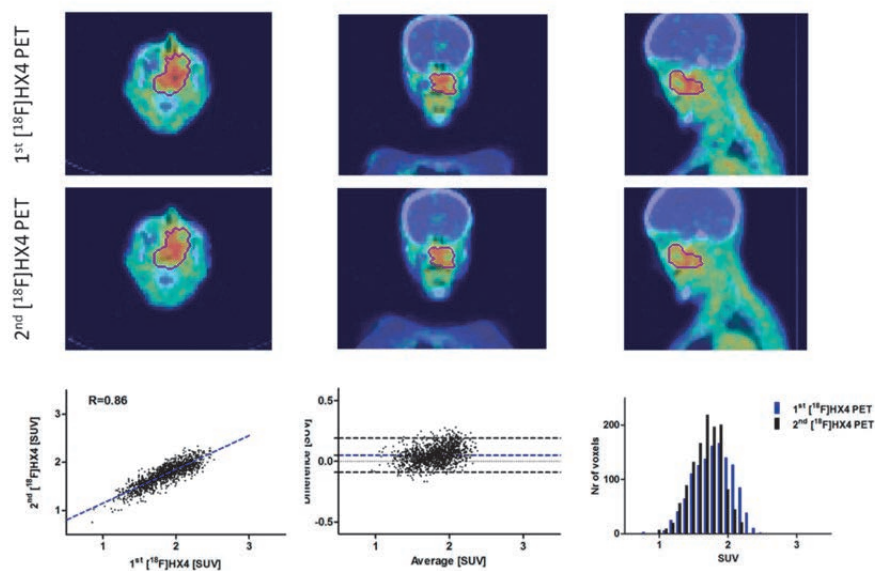 1st [18F]HX4 PET
2nd [18F]HX4 PET
R=0.86
3
2
1
2nd [18F]HX4 [SUV]
1 2 3
1st [18F]HX4 [SUV]
0.5
0.0
-0.5
Difference [SUV]
1 2 3
Average [SUV]
1st [18F]HX4 PET
2nd [18F]HX4 PET
200
100
0
Nr of voxels
1 2 3
SUV